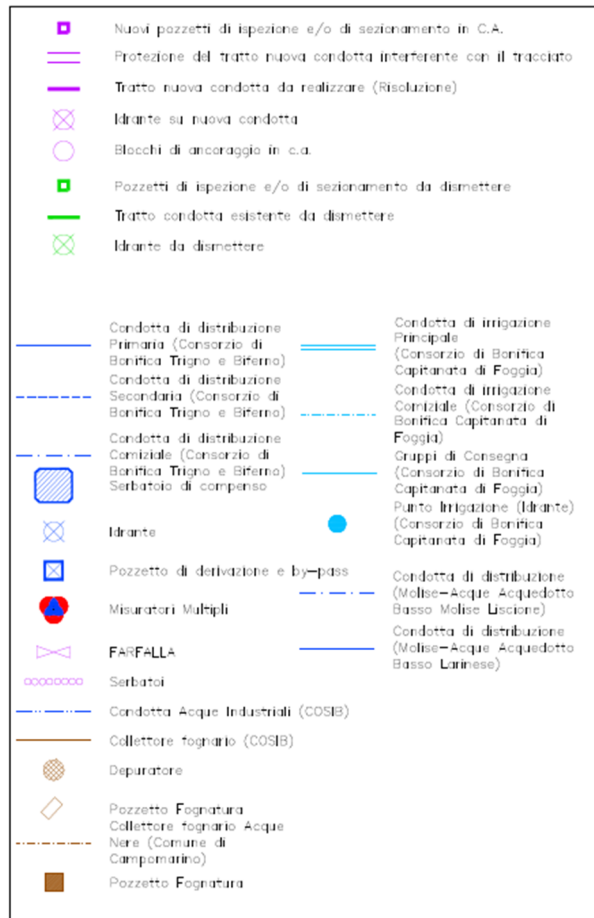 Nuovi pozzetti di ispezione e/o di sezionamento in C.A.
Protezione del tratto nuova condotta interferente con il tracciato
Tratto nuova condotta da realizzare (Risoluzione)
Idrante su nuova condotta
Blocchi di ancoraggio in c.a.
Pozzetti di ispezione e/o di sezionamento da dismettere
Tratto condotta esistente da dismettere
Idrante da dismettere
Condotta di distribuzione
Primaria (Consorzio di
Bonifica Trigno e Biferno)
Condotta di distribuzione
Secondaria (Consorzio di
Bonifica Trigno e Biferno)
Condotta di distribuzione
Comiziale (Consorzio di
Bonifica Trigno e Biferno)
Serbatoio di compenso
Idrante
Pozzetto di derivazione e by-pass
Misuratori Multipli
FARFALLA
Serbatoi
Condotta Acque Industriali (COSIB)
Collettore fognario (COSIB)
Depuratore
Pozzetto Fognatura
Collettore fognario Acque
Nere (Comune di
Campomarino)
Pozzetto Fognatura
Condotta di irrigazione
Principale
(Consorzio di Bonifica
Capitanata di Foggia)
Condotta di irrigazione
Comiziale (Consorzio di
Bonifica Capitanata di
Foggia)
Gruppi di Consegna
(Consorzio di Bonifica
Capitanata di Foggia)
Punto Irrigazione (Idrante)
(Consorzio di Bonifica
Capitanata di Foggia)
Condotta di distribuzione
(Molise-Acque Acquedotto
Basso Molise Liscione)
Condotta di distribuzione
(Molise-Acque Acquedotto
Basso Larinese)